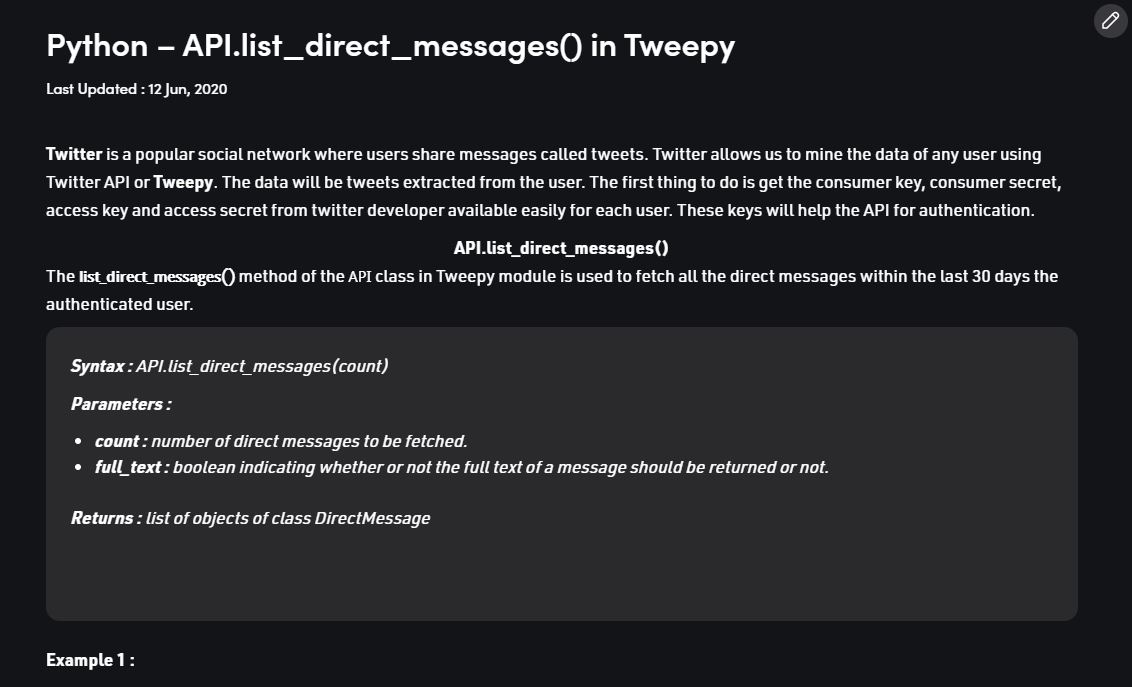 Python – API.list_direct_messages() in Tweepy
Last Updated : 12 Jun, 2020
Twitter is a popular social network where users share messages called tweets. Twitter allows us to mine the data of any user using
Twitter API or Tweepy. The data will be tweets extracted from the user. The first thing to do is get the consumer key, consumer secret,
access key and access secret from twitter developer available easily for each user. These keys will help the API for authentication.
API.list_direct_messages()
The list_direct_messages() method of the API class in Tweepy module is used to fetch all the direct messages within the last 30 days the
authenticated user.
Syntax : API.list_direct_messages(count)
Parameters :
• count : number of direct messages to be fetched.
• full_text : boolean indicating whether or not the full text of a message should be returned or not.
Returns : list of objects of class DirectMessage
Example 1 :